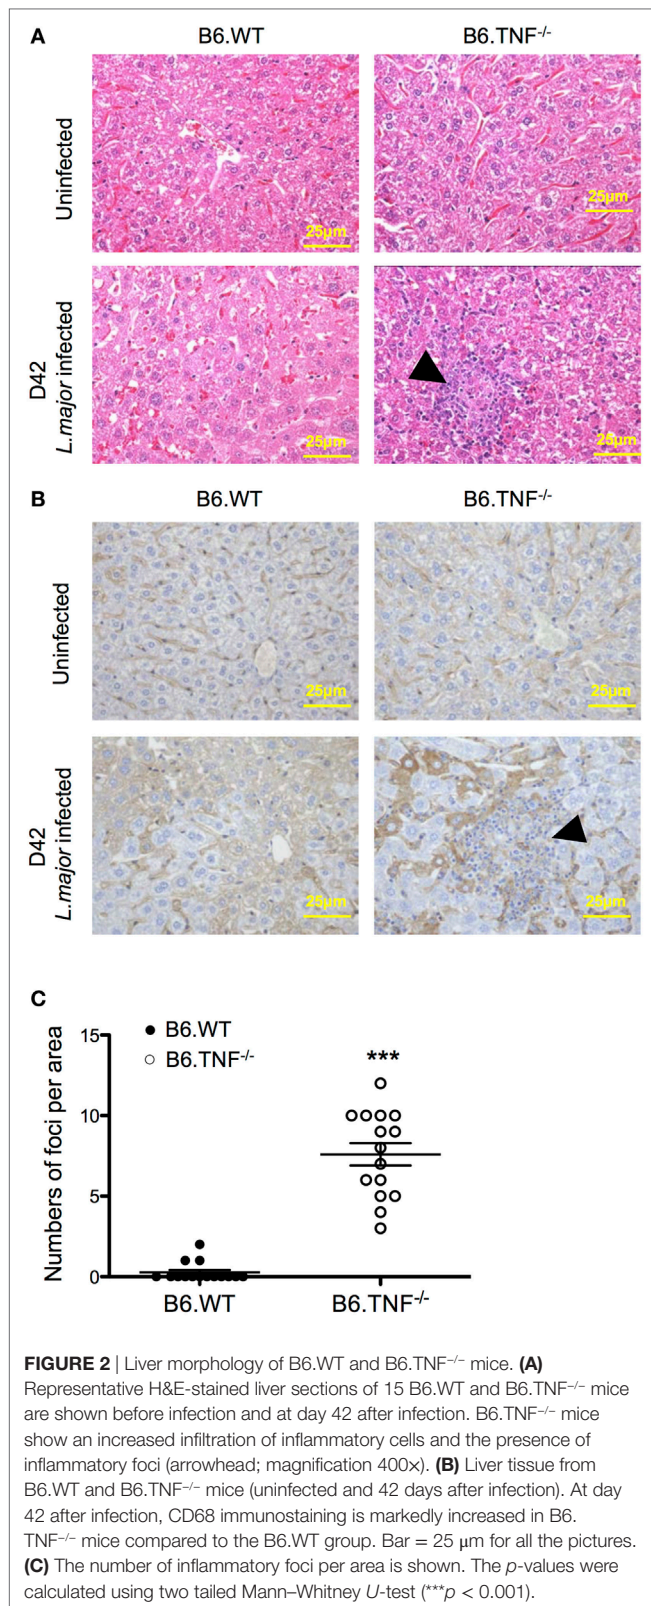 A
B6.WT
B6.TNF-/-
Uninfected
25µm
25µm
D42
L.major infected
25µm
25µm
B
B6.WT
B6.TNF-/-
Uninfected
25µm
25µm
D42
L.major infected
25µm
25µm
C
Numbers of foci per area
15
10
5
0
B6.WT
B6.TNF-/-
***
B6.WT
B6.TNF-/-
FIGURE 2 | Liver morphology of B6.WT and B6.TNF−/− mice. (A)
Representative H&E-stained liver sections of 15 B6.WT and B6.TNF−/− mice
are shown before infection and at day 42 after infection. B6.TNF−/− mice
show an increased infiltration of inflammatory cells and the presence of
inflammatory foci (arrowhead; magnification 400×). (B) Liver tissue from
B6.WT and B6.TNF−/− mice (uninfected and 42 days after infection). At day
42 after infection, CD68 immunostaining is markedly increased in B6.
TNF−/− mice compared to the B6.WT group. Bar = 25 µm for all the pictures.
(C) The number of inflammatory foci per area is shown. The p-values were
calculated using two tailed Mann–Whitney U-test (***p < 0.001).